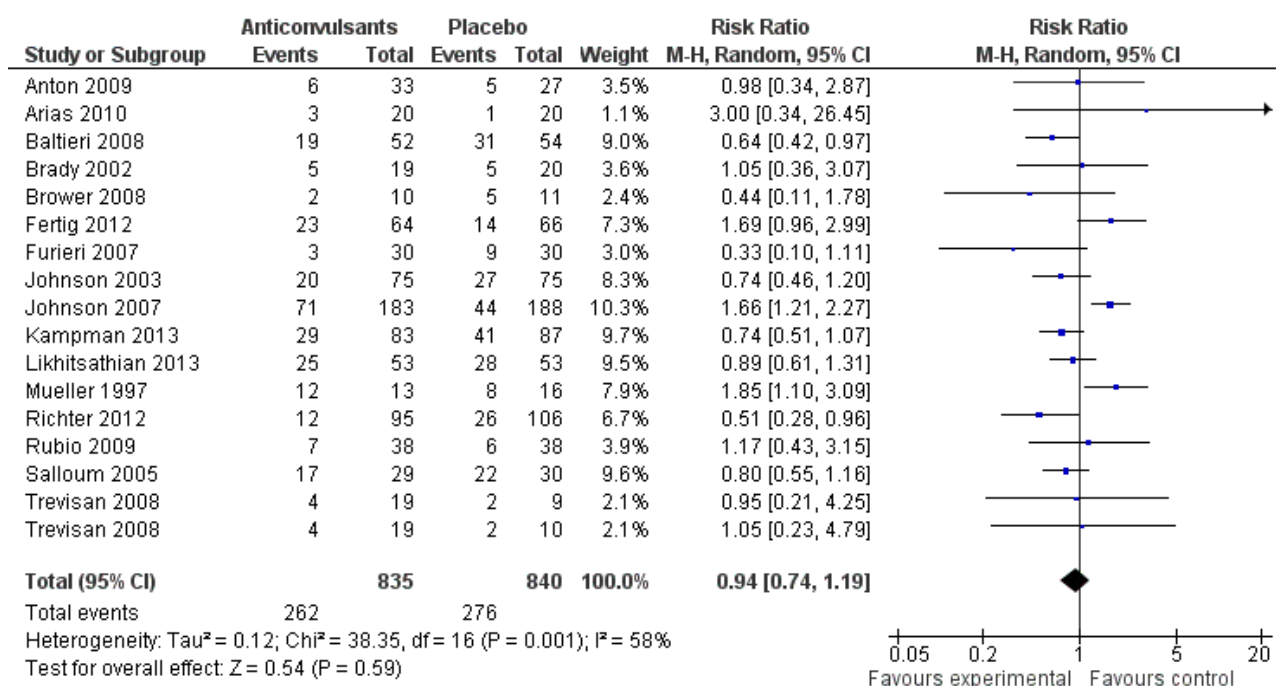 Anticonvulsants Placebo Risk Ratio Risk Ratio
Study or Subgroup Events Total Events Total Weight M-H, Random, 95% CI M-H, Random, 95% CI
Anton 2009 6 33 5 27 3.5% 0.98 [0.34, 2.87]
Arias 2010 3 20 1 20 1.1% 3.00 [0.34, 26.45]
Baltieri 2008 19 52 31 54 9.0% 0.64 [0.42, 0.97]
Brady 2002 5 19 5 20 3.6% 1.05 [0.36, 3.07]
Brower 2008 2 10 5 11 2.4% 0.44 [0.11, 1.78]
Fertig 2012 23 64 14 66 7.3% 1.69 [0.96, 2.99]
Furieri 2007 3 30 9 30 3.0% 0.33 [0.10, 1.11]
Johnson 2003 20 75 27 75 8.3% 0.74 [0.46, 1.20]
Johnson 2007 71 183 44 188 10.3% 1.66 [1.21, 2.27]
Kampman 2013 29 83 41 87 9.7% 0.74 [0.51, 1.07]
Likhitsathian 2013 25 53 28 53 9.5% 0.89 [0.61, 1.31]
Mueller 1997 12 13 8 16 7.9% 1.85 [1.10, 3.09]
Richter 2012 12 95 26 106 6.7% 0.51 [0.28, 0.96]
Rubio 2009 7 38 6 38 3.9% 1.17 [0.43, 3.15]
Salloum 2005 17 29 22 30 9.6% 0.80 [0.55, 1.16]
Trevisan 2008 4 19 2 9 2.1% 0.95 [0.21, 4.25]
Trevisan 2008 4 19 2 10 2.1% 1.05 [0.23, 4.79]
Total (95% CI) 835 840 100.0% 0.94 [0.74, 1.19]
Total events 262 276
Heterogeneity: Tau² = 0.12; Chi² = 38.35, df = 16 (P = 0.001); I² = 58%
Test for overall effect: Z = 0.54 (P = 0.59)
0.05 0.2 1 5 20
Favours experimental Favours control